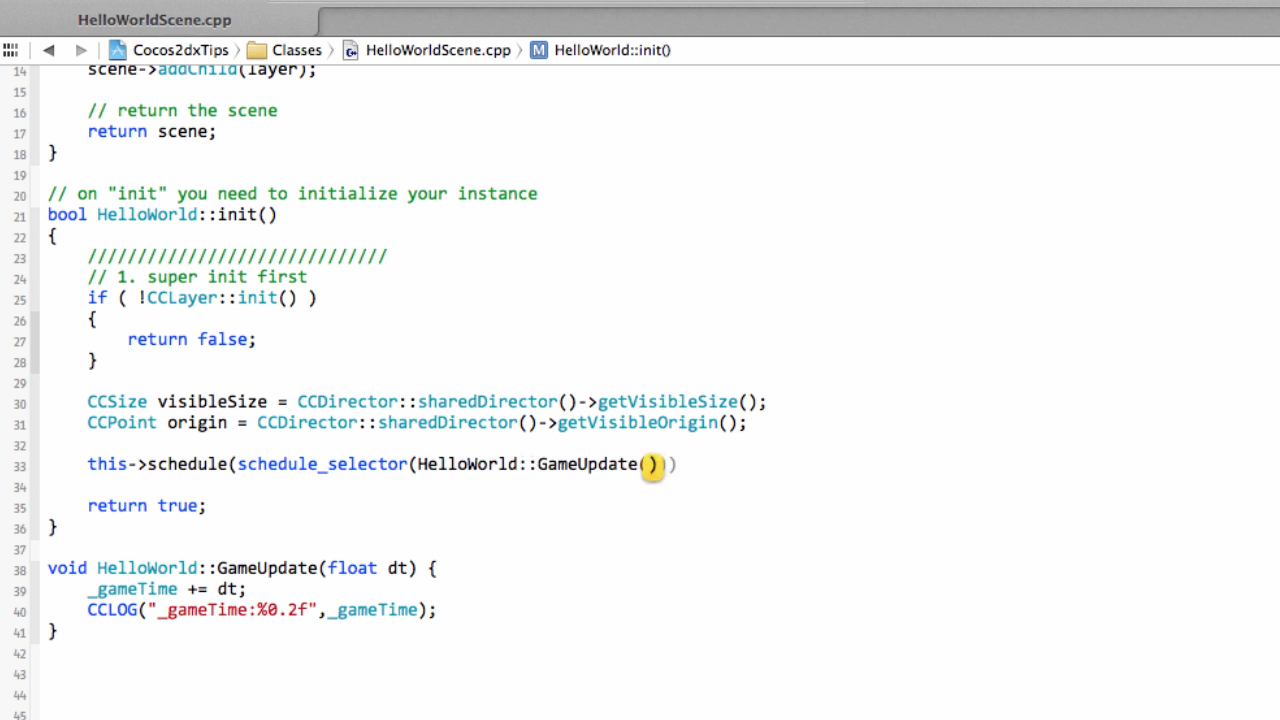 HelloWorldScene.cpp
Cocos2dxTips Classes HelloWorldScene.cpp M HelloWorld::init()
14 scene->addChild(layer);
15
16 // return the scene
17 return scene;
18 }
19
20 // on "init" you need to initialize your instance
21 bool HelloWorld::init()
22 {
23 //////////////////////////////
24 // 1. super init first
25 if ( !CCLayer::init() )
26 {
27 return false;
28 }
29
30 CCSize visibleSize = CCDirector::sharedDirector()->getVisibleSize();
31 CCPoint origin = CCDirector::sharedDirector()->getVisibleOrigin();
32
33 this->schedule(schedule_selector(HelloWorld::GameUpdate()))
34
35 return true;
36 }
37
38 void HelloWorld::GameUpdate(float dt) {
39 _gameTime += dt;
40 CCLOG("_gameTime:%0.2f",_gameTime);
41 }
42
43
44
45